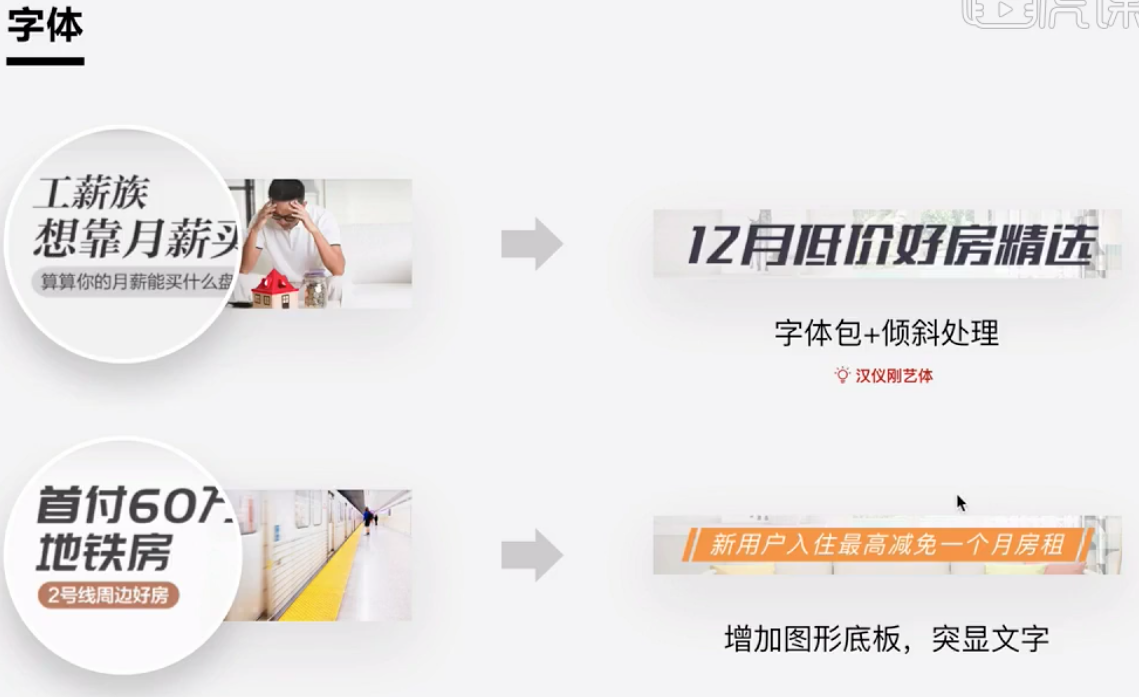 字体
工薪族
想靠月薪买
算算你的月薪能买什么盘
12月低价好房精选
字体包+倾斜处理
汉仪刚艺体
首付60万
地铁房
2号线周边好房
新用户入住最高减免一个月房租
增加图形底板，突显文字